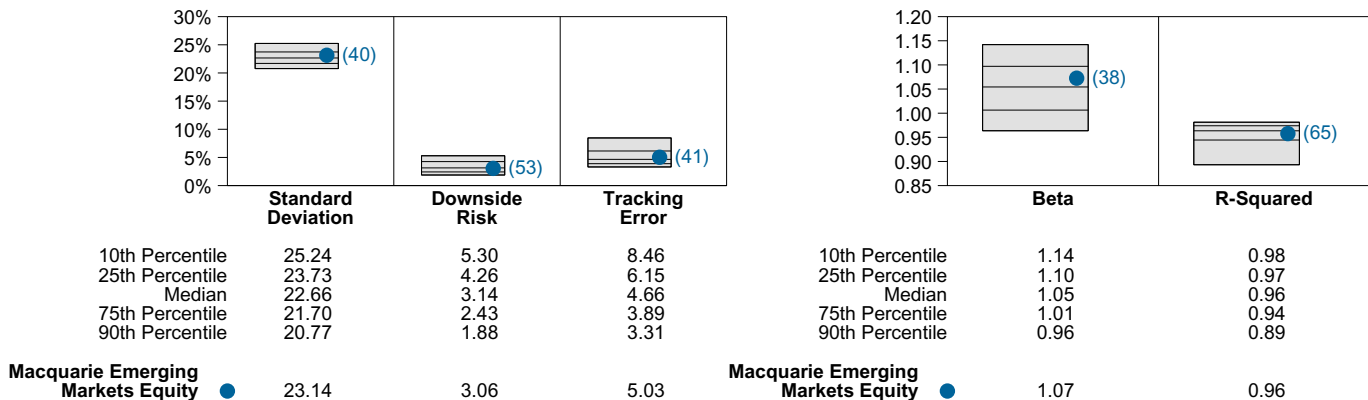 30%
25%
20%
15%
10%
5%
0%
(40)
(53)
(41)
Standard
Deviation
Downside
Risk
Tracking
Error
10th Percentile 25.24 5.30 8.46
25th Percentile 23.73 4.26 6.15
Median 22.66 3.14 4.66
75th Percentile 21.70 2.43 3.89
90th Percentile 20.77 1.88 3.31
Macquarie Emerging
Markets Equity 23.14 3.06 5.03
1.20
1.15
1.10
1.05
1.00
0.95
0.90
0.85
(38)
(65)
Beta R-Squared
10th Percentile 1.14 0.98
25th Percentile 1.10 0.97
Median 1.05 0.96
75th Percentile 1.01 0.94
90th Percentile 0.96 0.89
Macquarie Emerging
Markets Equity 1.07 0.96